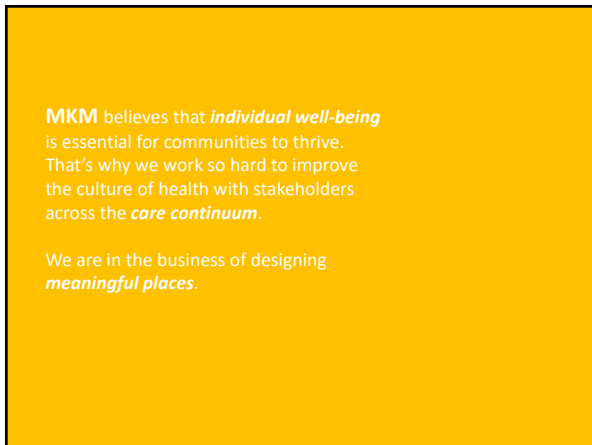 MKM believes that individual well-being
is essential for communities to thrive.
That's why we work so hard to improve
the culture of health with stakeholders
across the care continuum.
We are in the business of designing
meaningful places.